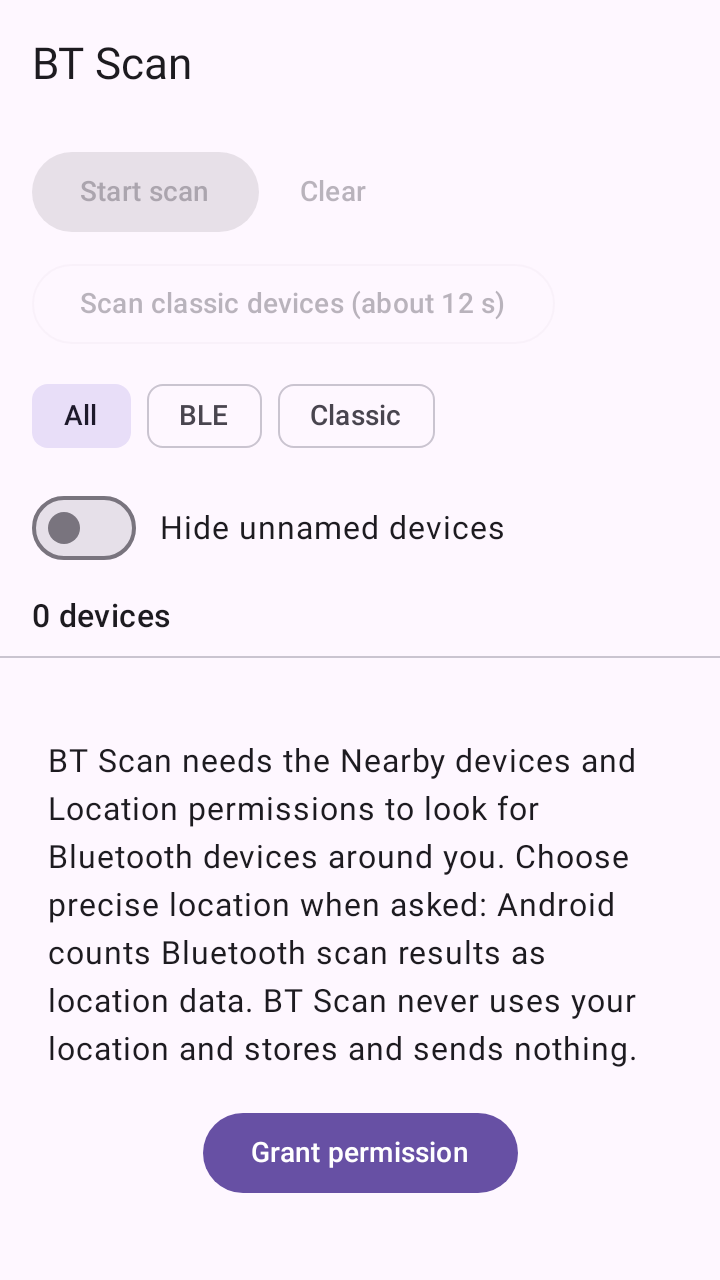 BT Scan
Start scan
Clear
Scan classic devices (about 12 s)
All
BLE
Classic
Hide unnamed devices
0 devices
BT Scan needs the Nearby devices and
Location permissions to look for
Bluetooth devices around you. Choose
precise location when asked: Android
counts Bluetooth scan results as
location data. BT Scan never uses your
location and stores and sends nothing.
Grant permission